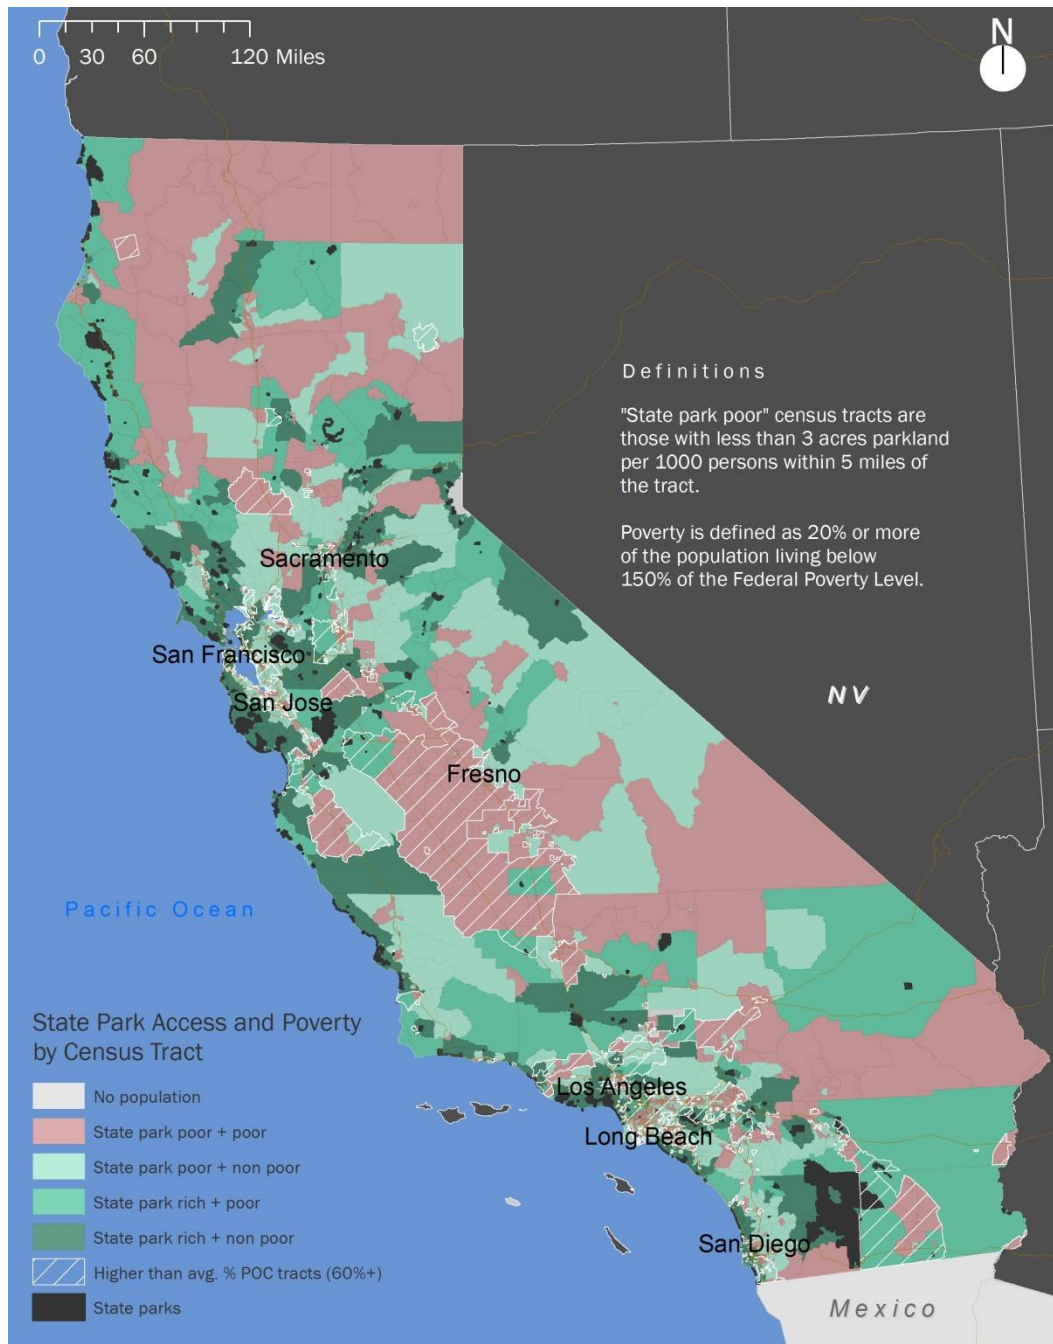 N
0 30 60 120 Miles
Definitions
"State park poor" census tracts are
those with less than 3 acres parkland
per 1000 persons within 5 miles of
the tract.
Poverty is defined as 20% or more
of the population living below
150% of the Federal Poverty Level.
Sacramento
San Francisco
San Jose
NV
Fresno
Pacific Ocean
Los Angeles
Long Beach
San Diego
Mexico
State Park Access and Poverty
by Census Tract
No population
State park poor + poor
State park poor + non poor
State park rich + poor
State park rich + non poor
Higher than avg. % POC tracts (60%+)
State parks